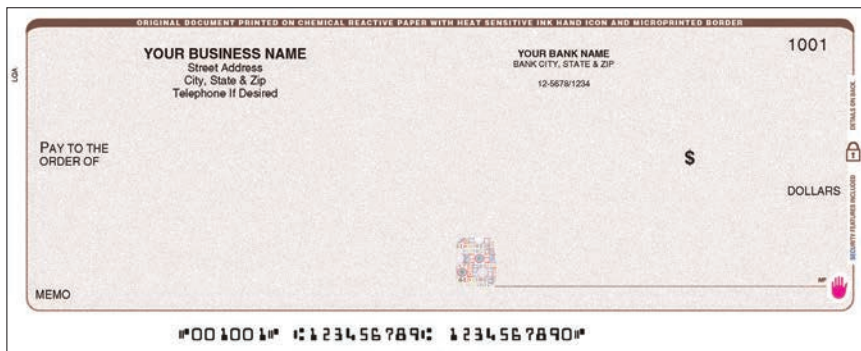 ORIGINAL DOCUMENT PRINTED ON CHEMICAL REACTIVE PAPER WITH HEAT SENSITIVE INK HAND ICON AND MICROPRINTED BORDER
1001
YOUR BUSINESS NAME
Street Address
City, State & Zip
Telephone If Desired
YOUR BANK NAME
BANK CITY, STATE & ZIP
12-5678/1234
LOA
DETAILS ON BACK.
SECURITY FEATURES INCLUDED
PAY TO THE
ORDER OF
$
DOLLARS
MP
MEMO
⑈001001⑈ ⑆123456789⑆ 1234567890⑈